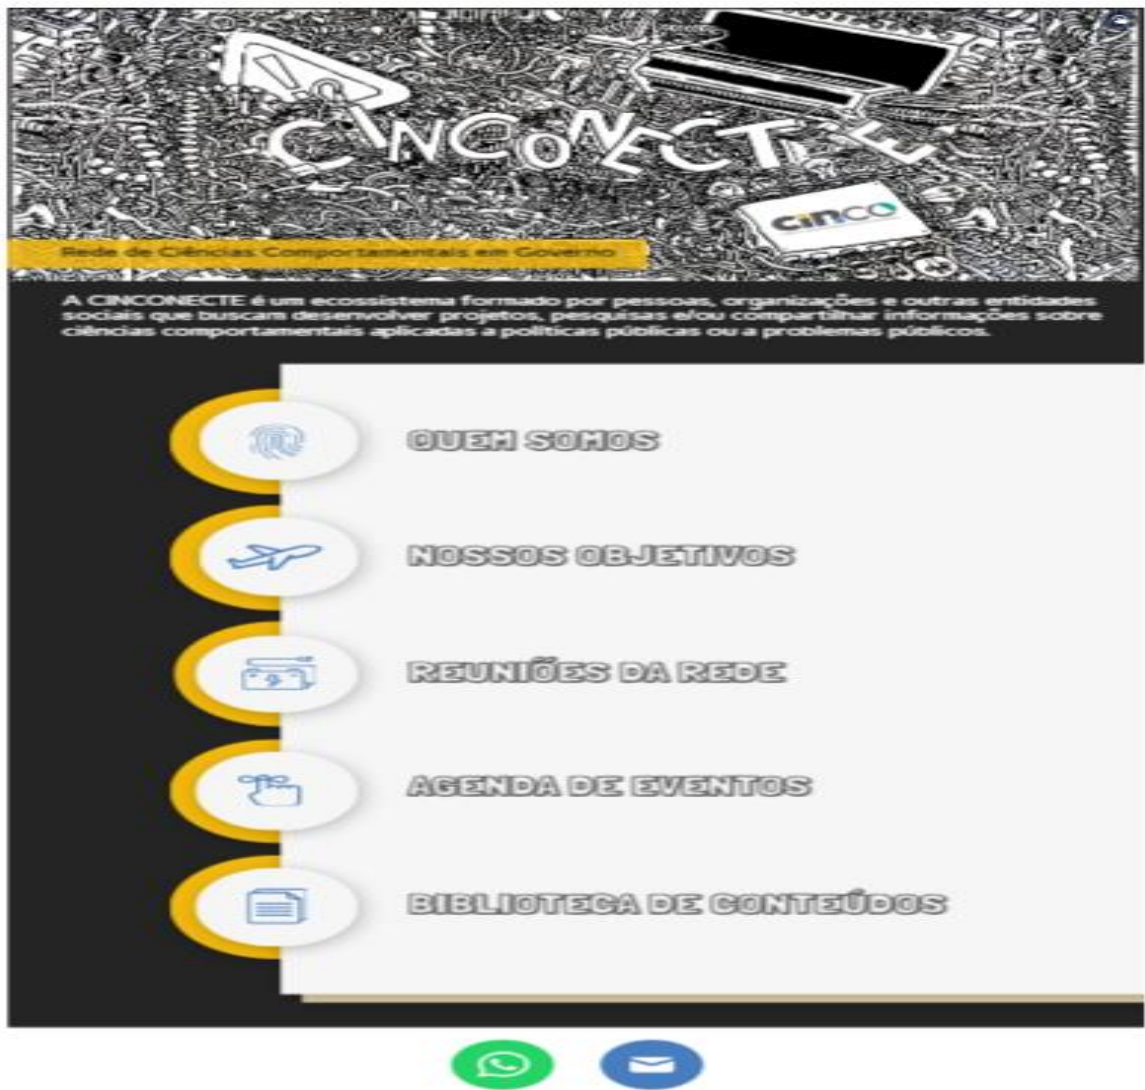 CINCONECTE
cinco
Rede de Ciências Comportamentais em Governo
A CINCONECTE é um ecossistema formado por pessoas, organizações e outras entidades
sociais que buscam desenvolver projetos, pesquisas e/ou compartilhar informações sobre
ciências comportamentais aplicadas a políticas públicas ou a problemas públicos.
QUEM SOMOS
NOSSOS OBJETIVOS
REUNIÕES DA REDE
AGENDA DE EVENTOS
BIBLIOTECA DE CONTEÚDOS